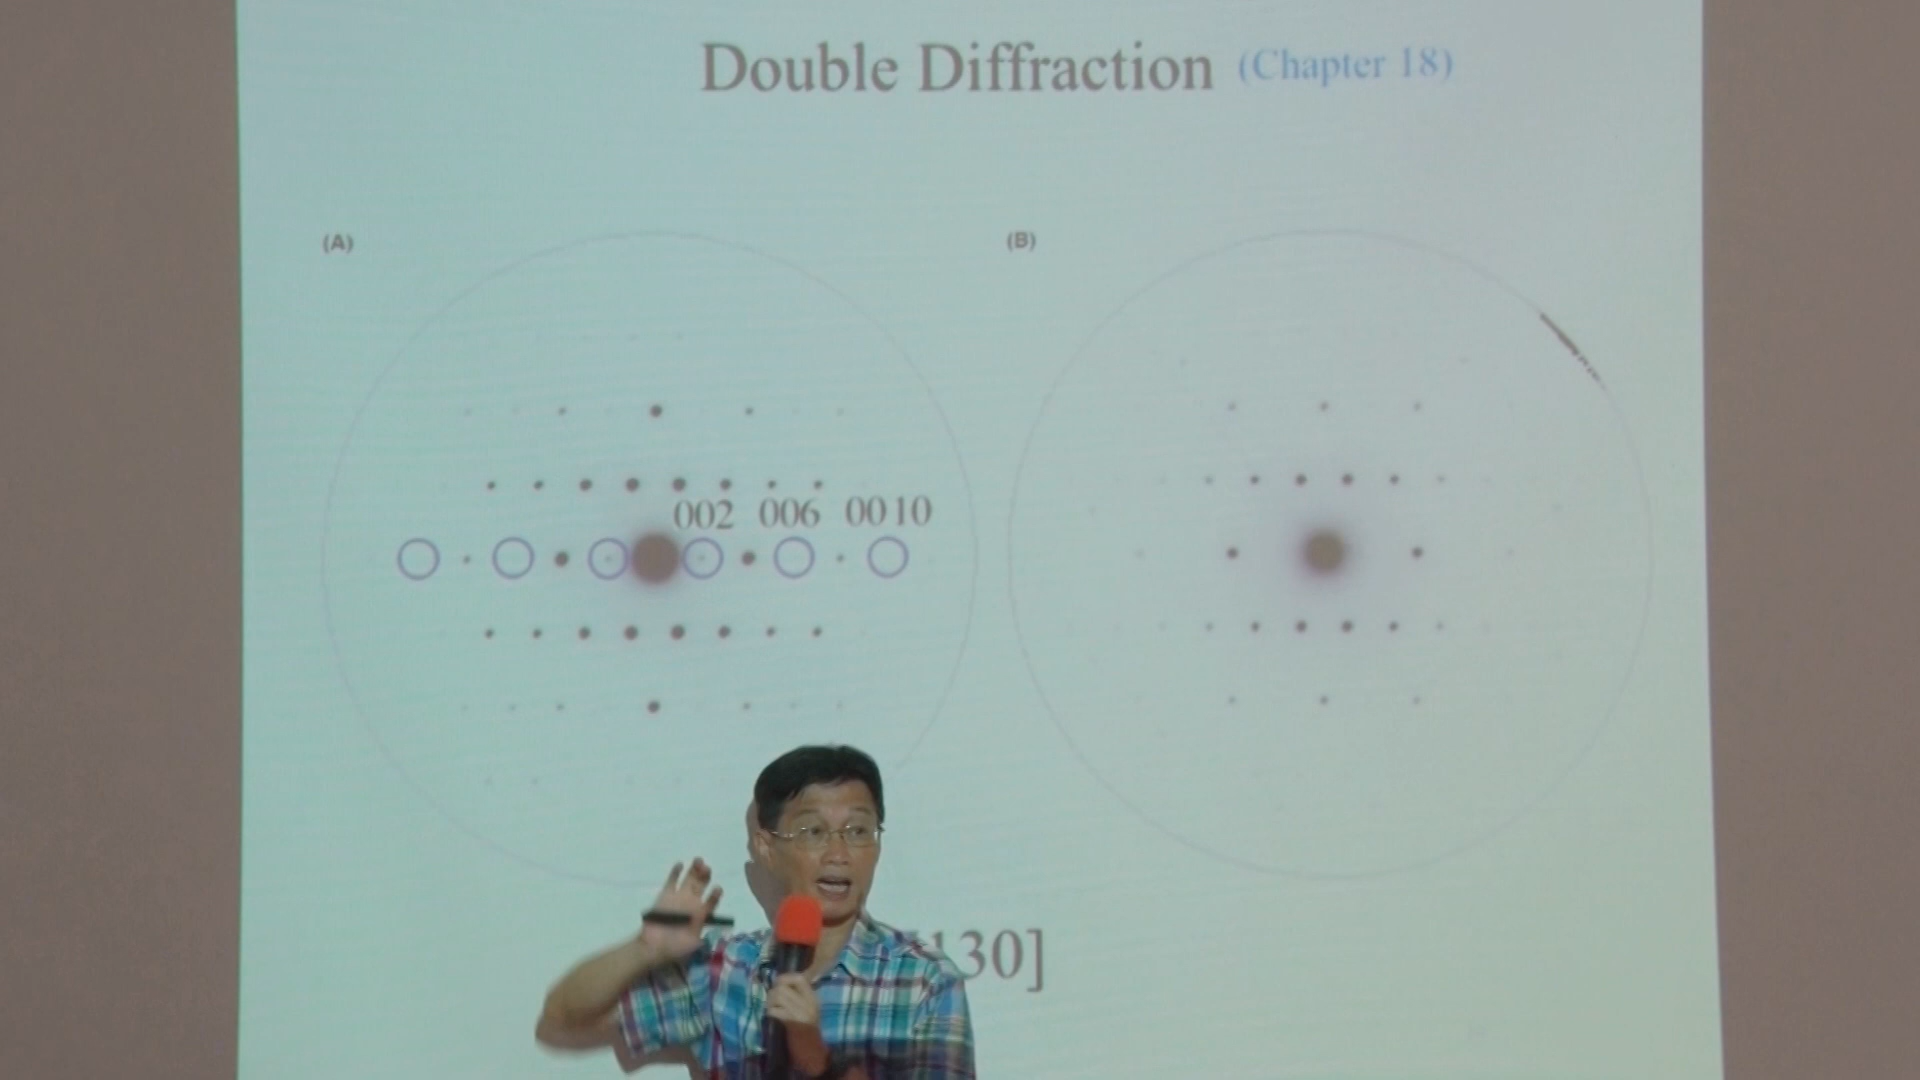 Double Diffraction (Chapter 18)
(A)
(B)
002 006 0010
130]